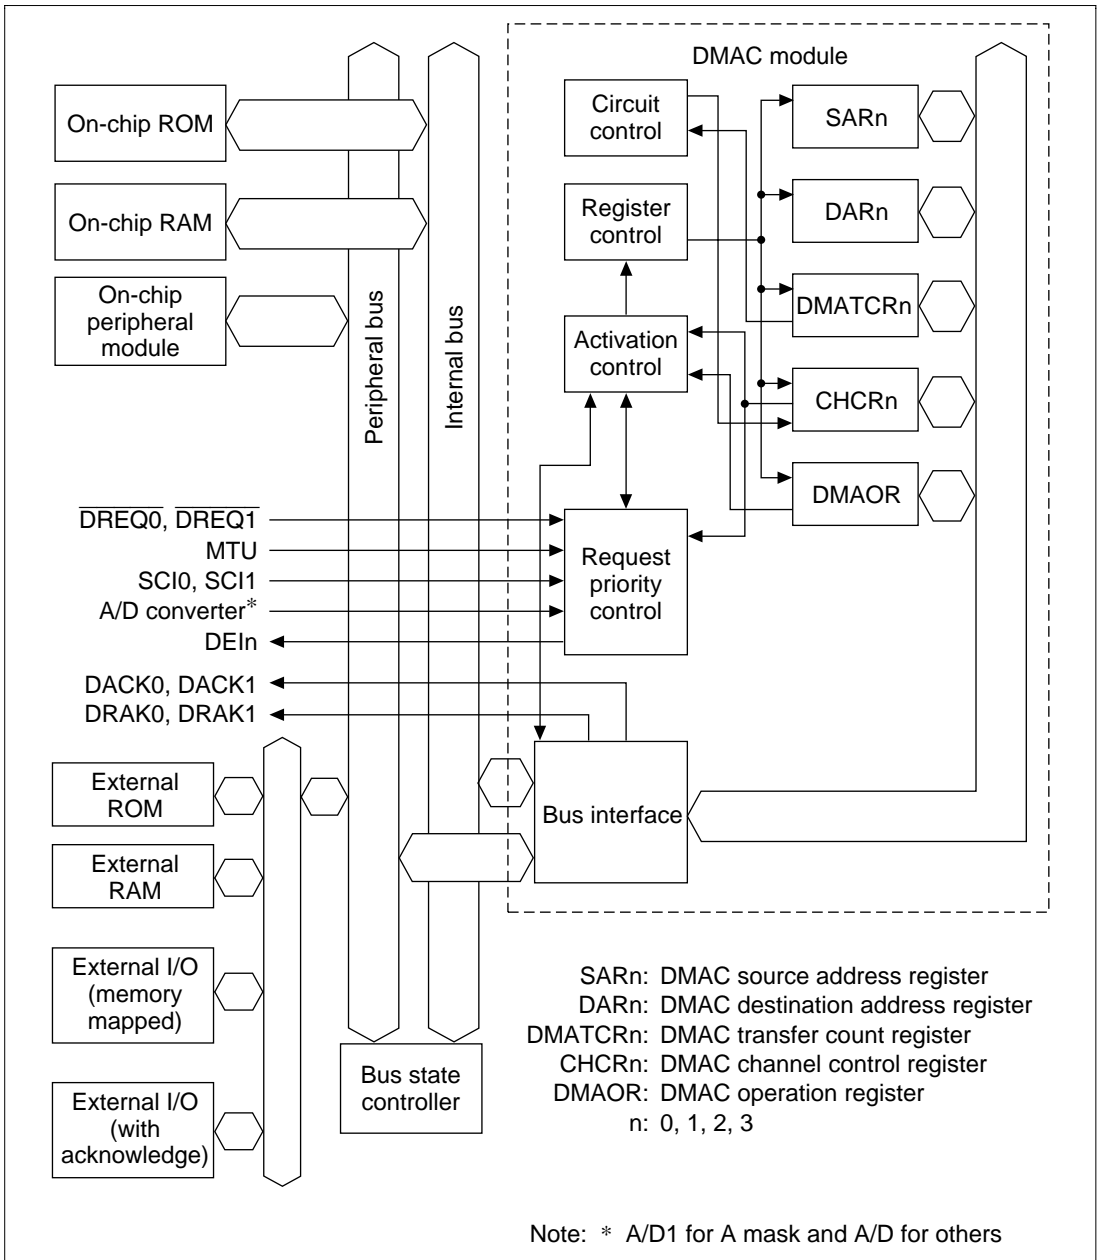 DMAC module
On-chip ROM
Circuit
control
SARn
On-chip RAM
Register
control
DARn
On-chip
peripheral
module
Peripheral bus
Internal bus
Activation
control
DMATCRn
CHCRn
DMAOR
DREQ0, DREQ1
MTU
SCI0, SCI1
A/D converter*
DEIn
Request
priority
control
DACK0, DACK1
DRAK0, DRAK1
External
ROM
Bus interface
External
RAM
External I/O
(memory
mapped)
External I/O
(with
acknowledge)
Bus state
controller
SARn: DMAC source address register
DARn: DMAC destination address register
DMATCRn: DMAC transfer count register
CHCRn: DMAC channel control register
DMAOR: DMAC operation register
n: 0, 1, 2, 3
Note: * A/D1 for A mask and A/D for others